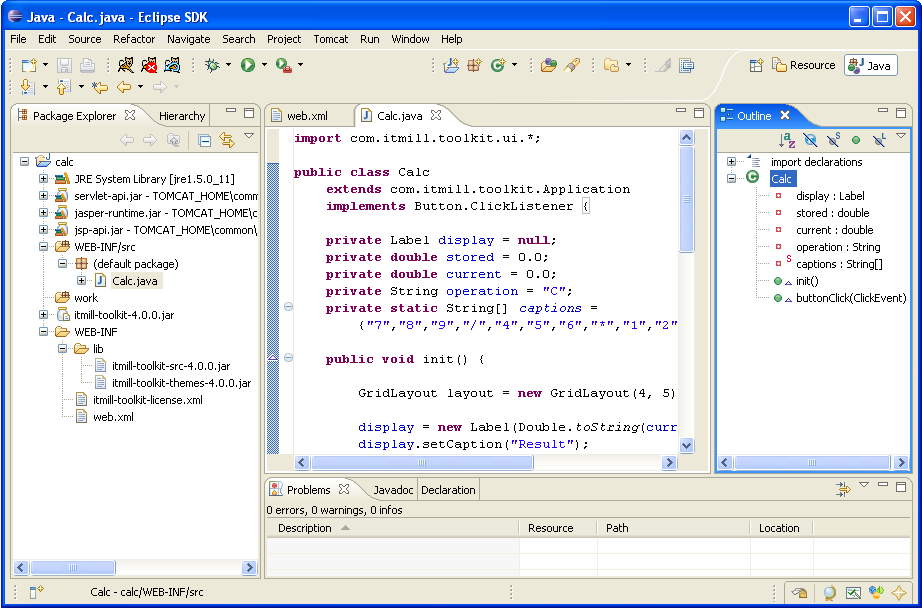 Java - Calc.java - Eclipse SDK
File Edit Source Refactor Navigate Search Project Tomcat Run Window Help
Resource Java
Package Explorer Hierarchy
calc
JRE System Library [jre1.5.0_11]
servlet-api.jar - TOMCAT_HOME\comm
jasper-runtime.jar - TOMCAT_HOME\c
jsp-api.jar - TOMCAT_HOME\common\
WEB-INF/src
(default package)
Calc.java
work
itmill-toolkit-4.0.0.jar
WEB-INF
lib
itmill-toolkit-src-4.0.0.jar
itmill-toolkit-themes-4.0.0.jar
itmill-toolkit-license.xml
web.xml
web.xml Calc.java
import com.itmill.toolkit.ui.*;
public class Calc
extends com.itmill.toolkit.Application
implements Button.ClickListener {
private Label display = null;
private double stored = 0.0;
private double current = 0.0;
private String operation = "C";
private static String[] captions =
{"7","8","9","/","4","5","6","*","1","2"
public void init() {
GridLayout layout = new GridLayout(4, 5)
display = new Label(Double.toString(curr
display.setCaption("Result");
Outline
import declarations
Calc
display : Label
stored : double
current : double
operation : String
S captions : String[]
init()
buttonClick(ClickEvent)
Problems Javadoc Declaration
0 errors, 0 warnings, 0 infos
Description Resource Path Location
Calc - calc/WEB-INF/src